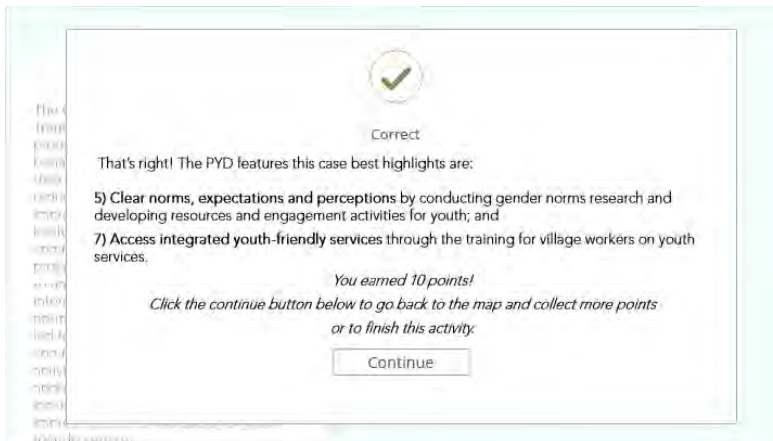 Correct
That's right! The PYD features this case best highlights are:
5) Clear norms, expectations and perceptions by conducting gender norms research and
developing resources and engagement activities for youth; and
7) Access integrated youth-friendly services through the training for village workers on youth
services.
You earned 10 points!
Click the continue button below to go back to the map and collect more points
or to finish this activity.
Continue